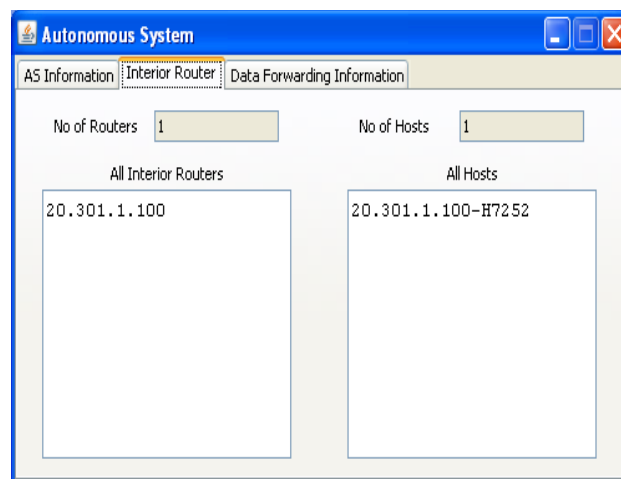 Autonomous System
AS Information Interior Router Data Forwarding Information
No of Routers 1 No of Hosts 1
All Interior Routers All Hosts
20.301.1.100 20.301.1.100-H7252